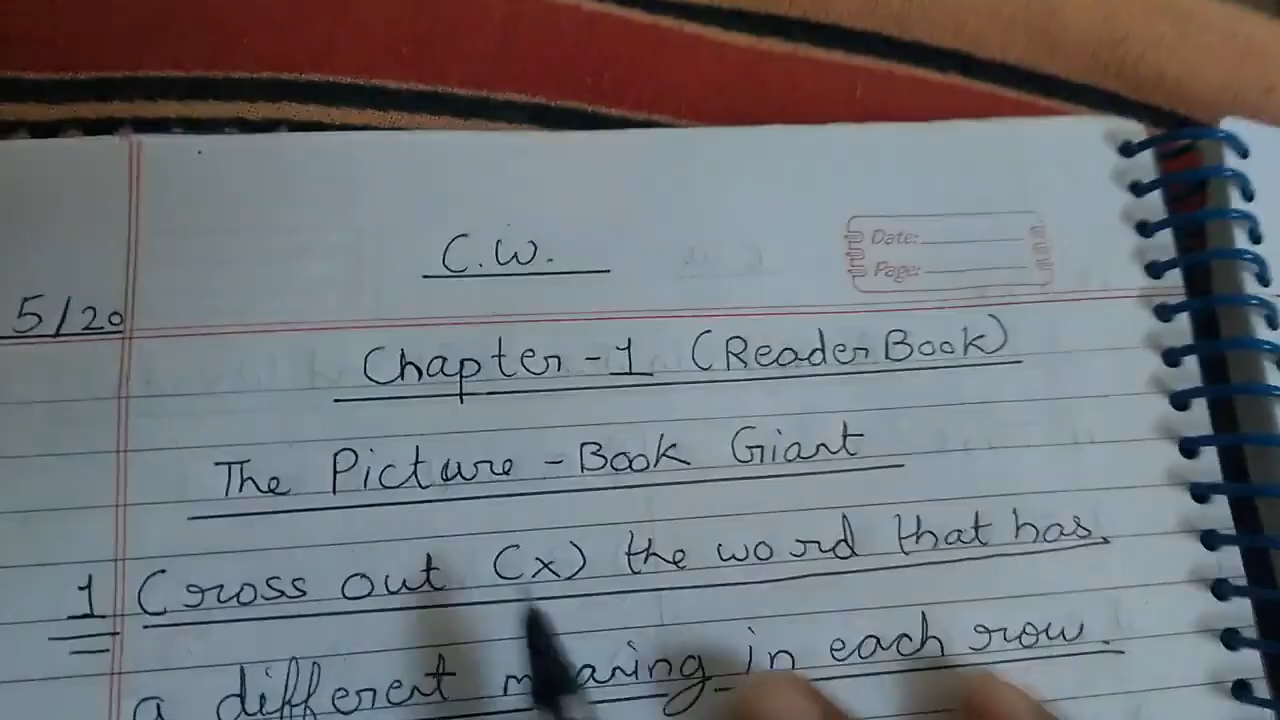 C.W.
Date:
Page:
5/20
Chapter-1 (Reader Book)
The Picture-Book Giant
1 Cross out (x) the word that has
a different meaning in each row.